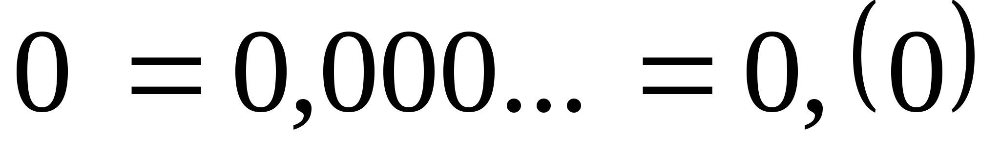 0 = 0,000... = 0, (0)